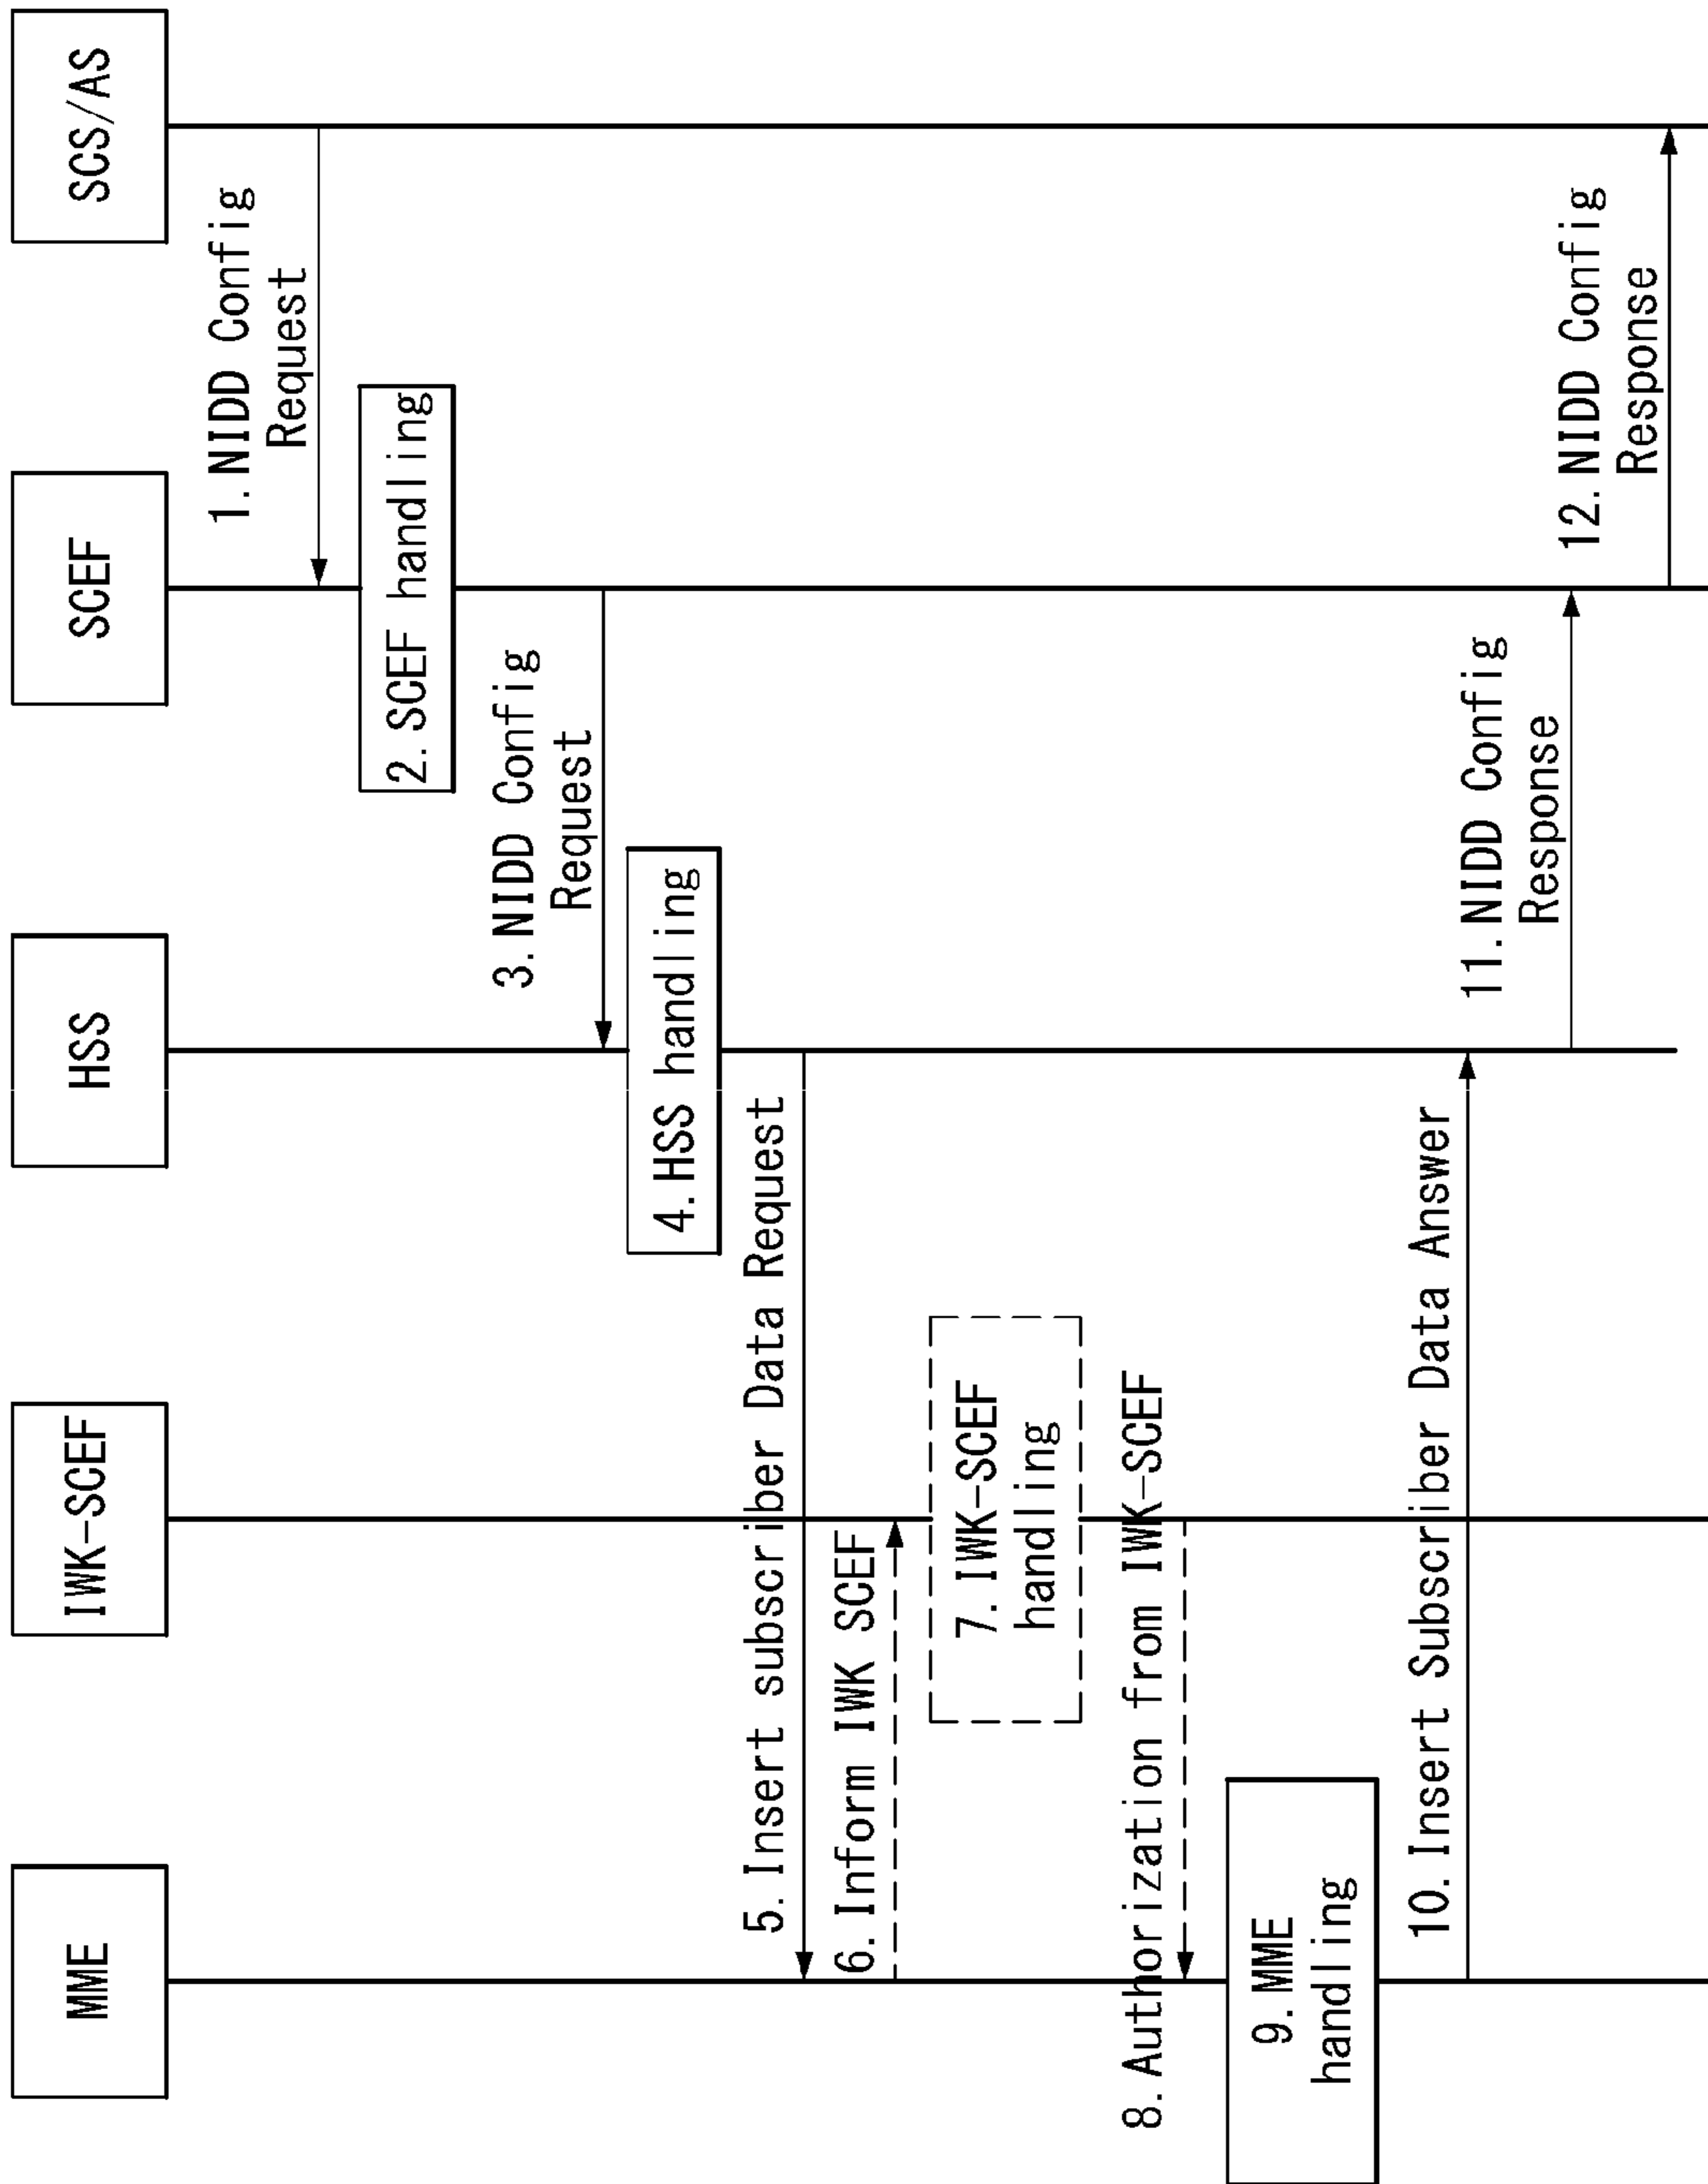 MME
IWK-SCEF
HSS
SCEF
SCS/AS
1. NIDD Config
Request
2. SCEF handling
3. NIDD Config
Request
4. HSS handling
5. Insert subscriber Data Request
6. Inform IWK SCEF
7. IWK-SCEF
handling
8. Authorization from IWK-SCEF
9. MME
handling
10. Insert Subscriber Data Answer
11. NIDD Config
Response
12. NIDD Config
Response